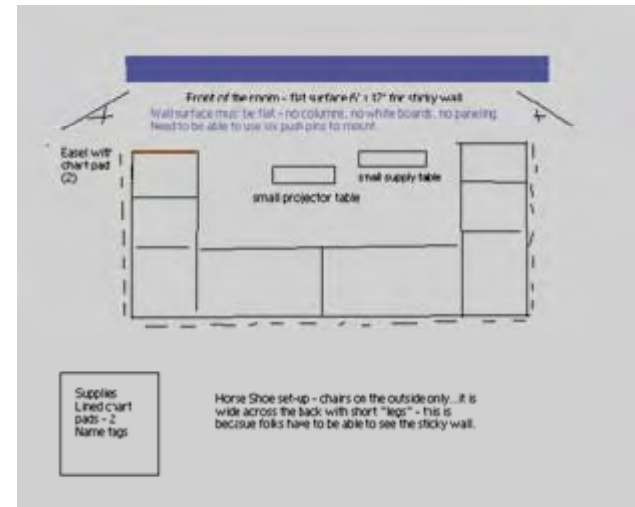 Front of the room - flat surface 6' x 12' for sticky wall
Wall surface must be flat - no columns, no white boards, no paneling
Need to be able to use six push pins to mount
Easel with
chart pad
(2)
small supply table
small projector table
Supplies
Lined chart
pads - 2
Name tags
Horse Shoe set-up - chairs on the outside only...it is
wide across the back with short "legs" - this is
becasue folks have to be able to see the sticky wall.